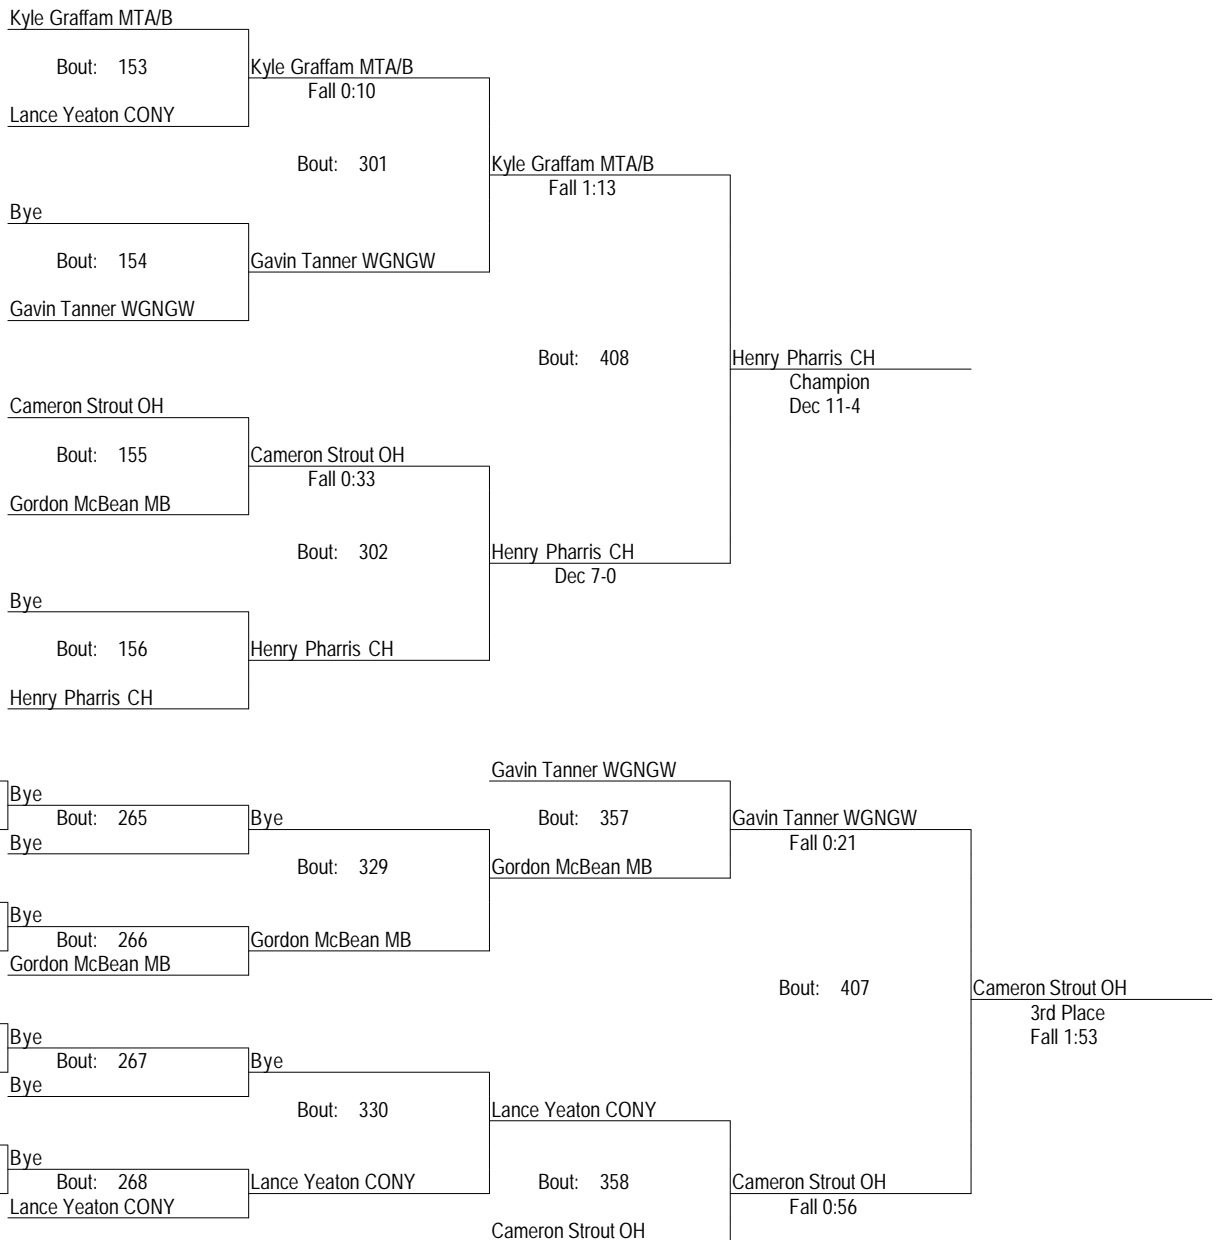 Kyle Graffam MTA/B
Bout: 153
Kyle Graffam MTA/B
Fall 0:10
Lance Yeaton CONY
Bout: 301
Kyle Graffam MTA/B
Fall 1:13
Bye
Bout: 154
Gavin Tanner WGNGW
Gavin Tanner WGNGW
Bout: 408
Henry Pharris CH
Champion
Dec 11-4
Cameron Strout OH
Bout: 155
Cameron Strout OH
Fall 0:33
Gordon McBean MB
Bout: 302
Henry Pharris CH
Dec 7-0
Bye
Bout: 156
Henry Pharris CH
Henry Pharris CH
Gavin Tanner WGNGW
Bye
Bout: 265
Bye
Bout: 357
Gavin Tanner WGNGW
Fall 0:21
Bye
Bout: 329
Gordon McBean MB
Bye
Bout: 266
Gordon McBean MB
Gordon McBean MB
Bout: 407
Cameron Strout OH
3rd Place
Fall 1:53
Bye
Bout: 267
Bye
Bye
Bout: 330
Lance Yeaton CONY
Bye
Bout: 268
Lance Yeaton CONY
Bout: 358
Cameron Strout OH
Fall 0:56
Lance Yeaton CONY
Cameron Strout OH